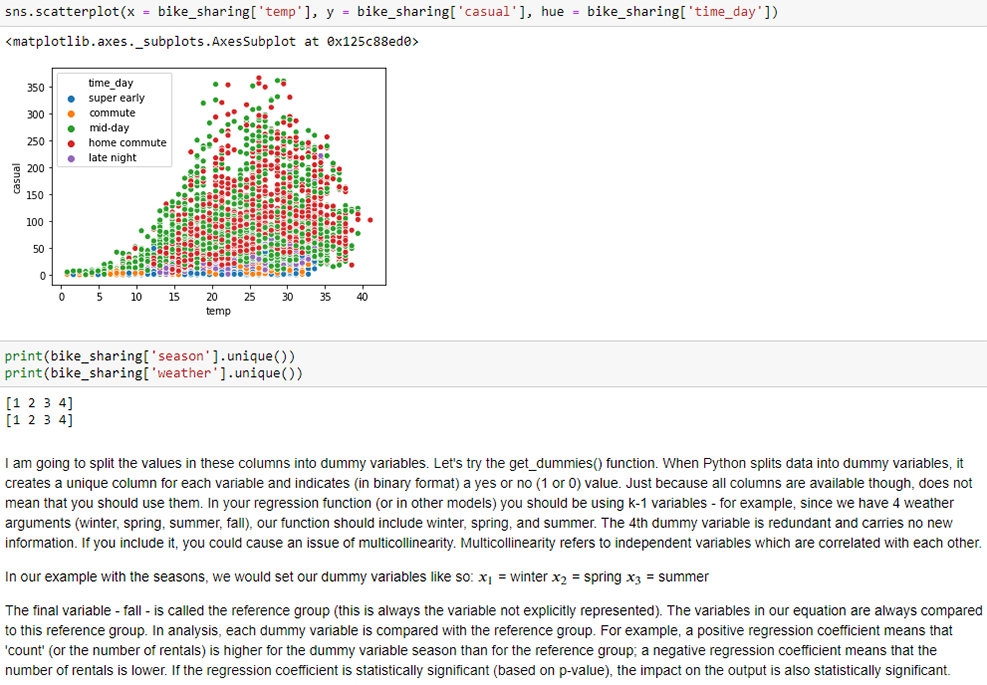 sns.scatterplot(x = bike_sharing['temp'], y = bike_sharing['casual'], hue = bike_sharing['time_day'])
<matplotlib.axes._subplots.AxesSubplot at 0x125c88ed0>
time_day
super early
commute
mid-day
home commute
late night
350
300
250
200
150
100
50
0
casual
0 5 10 15 20 25 30 35 40
temp
print(bike_sharing['season'].unique())
print(bike_sharing['weather'].unique())
[1 2 3 4]
[1 2 3 4]
I am going to split the values in these columns into dummy variables. Let's try the get_dummies() function. When Python splits data into dummy variables, it
creates a unique column for each variable and indicates (in binary format) a yes or no (1 or 0) value. Just because all columns are available though, does not
mean that you should use them. In your regression function (or in other models) you should be using k-1 variables - for example, since we have 4 weather
arguments (winter, spring, summer, fall), our function should include winter, spring, and summer. The 4th dummy variable is redundant and carries no new
information. If you include it, you could cause an issue of multicollinearity. Multicollinearity refers to independent variables which are correlated with each other.
In our example with the seasons, we would set our dummy variables like so: x₁ = winter x₂ = spring x₃ = summer
The final variable - fall - is called the reference group (this is always the variable not explicitly represented). The variables in our equation are always compared
to this reference group. In analysis, each dummy variable is compared with the reference group. For example, a positive regression coefficient means that
'count' (or the number of rentals) is higher for the dummy variable season than for the reference group; a negative regression coefficient means that the
number of rentals is lower. If the regression coefficient is statistically significant (based on p-value), the impact on the output is also statistically significant.